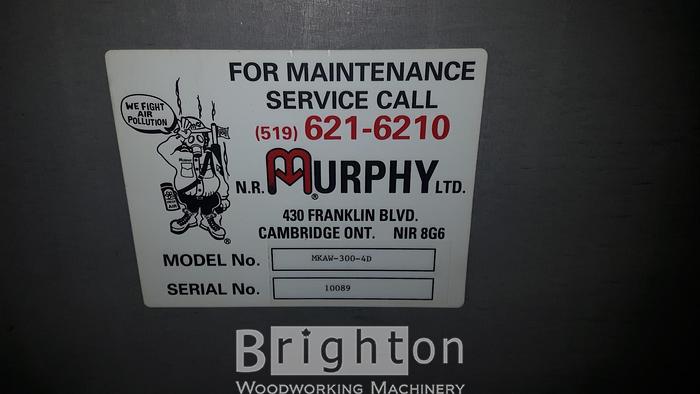 FOR MAINTENANCE
SERVICE CALL
(519) 621-6210
WE FIGHT
AIR
POLLUTION
N.R. MURPHY LTD.
®
430 FRANKLIN BLVD.
CAMBRIDGE ONT. NIR 8G6
®
MODEL No. MKAW-300-4D
SERIAL No. 10089
Brighton
WOODWORKING MACHINERY